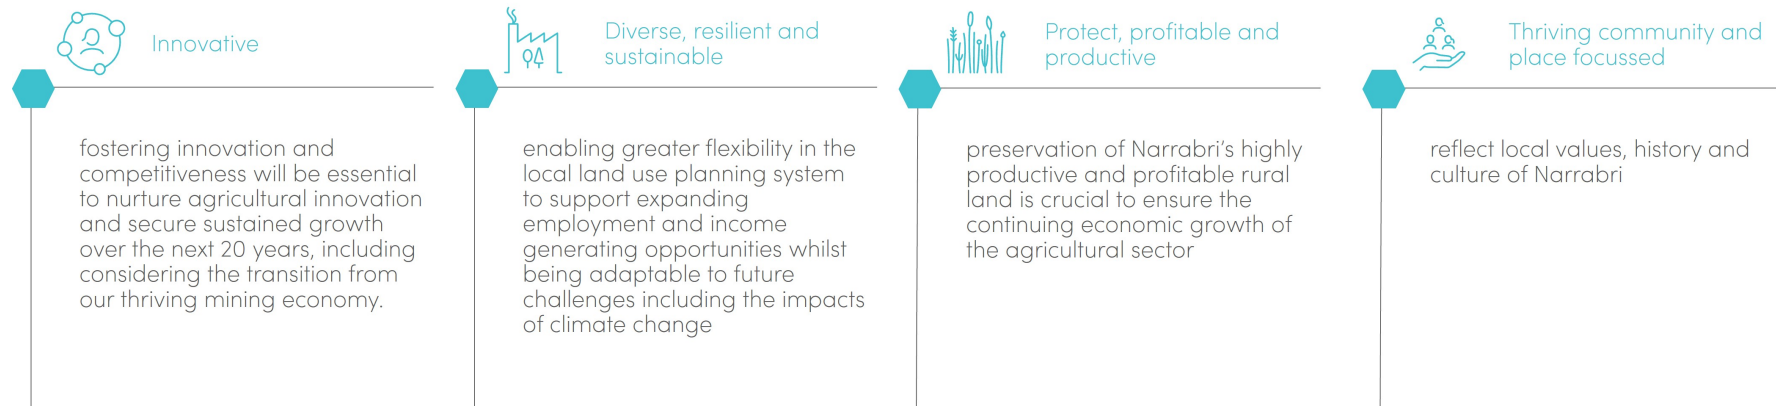 Innovative
fostering innovation and
competitiveness will be essential
to nurture agricultural innovation
and secure sustained growth
over the next 20 years, including
considering the transition from
our thriving mining economy.
Diverse, resilient and
sustainable
enabling greater flexibility in the
local land use planning system
to support expanding
employment and income
generating opportunities whilst
being adaptable to future
challenges including the impacts
of climate change
Protect, profitable and
productive
preservation of Narrabri's highly
productive and profitable rural
land is crucial to ensure the
continuing economic growth of
the agricultural sector
Thriving community and
place focussed
reflect local values, history and
culture of Narrabri